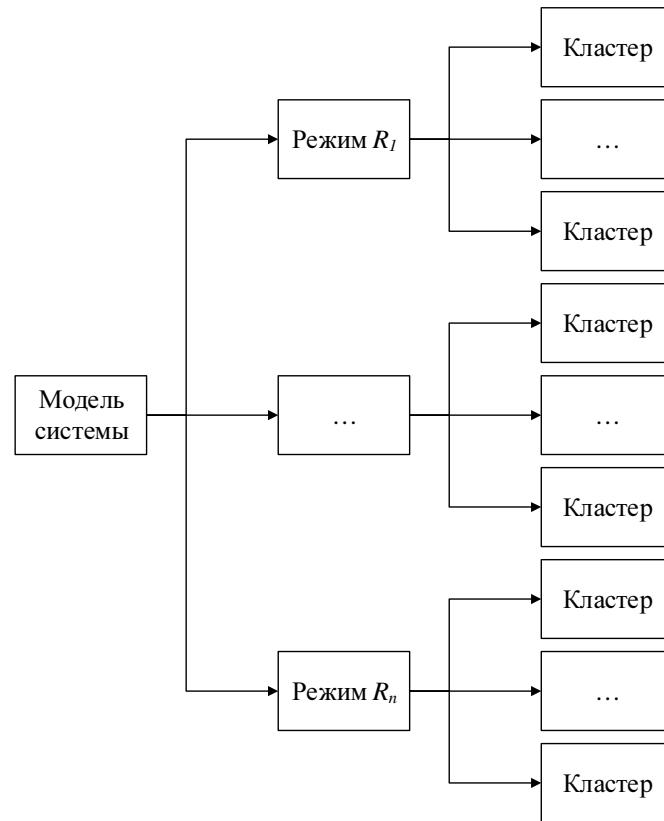 Кластер
Режим R₁
…
Кластер
Кластер
Модель
системы
…
…
Кластер
Кластер
Режим Rₙ
…
Кластер